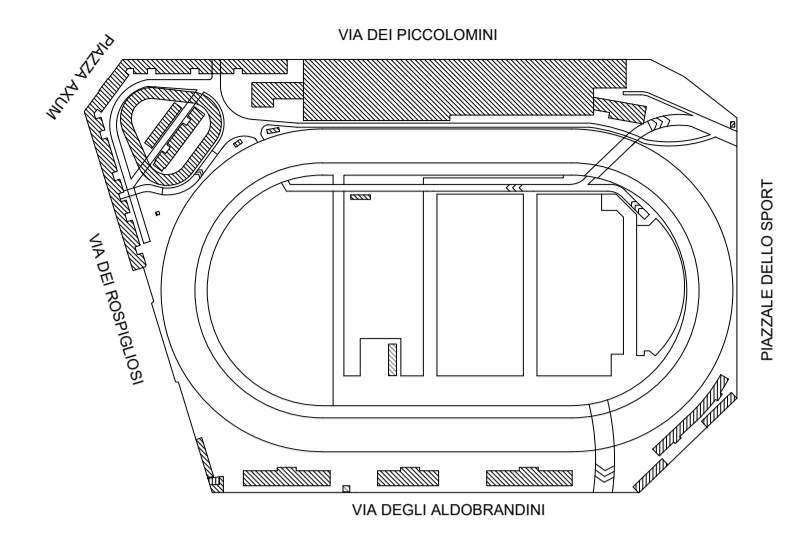 VIA DEI PICCOLOMINI
PIAZZA AXUM
PIAZZALE DELLO SPORT
VIA DEI ROSPIGLIOSI
VIA DEGLI ALDOBRANDINI